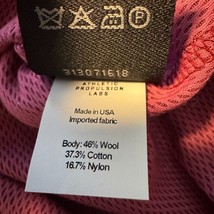 313071618
ATHLETIC
PROPULSION
LABS
Made in USA
Imported fabric
Body: 46% Wool
37.3% Cotton
16.7% Nylon